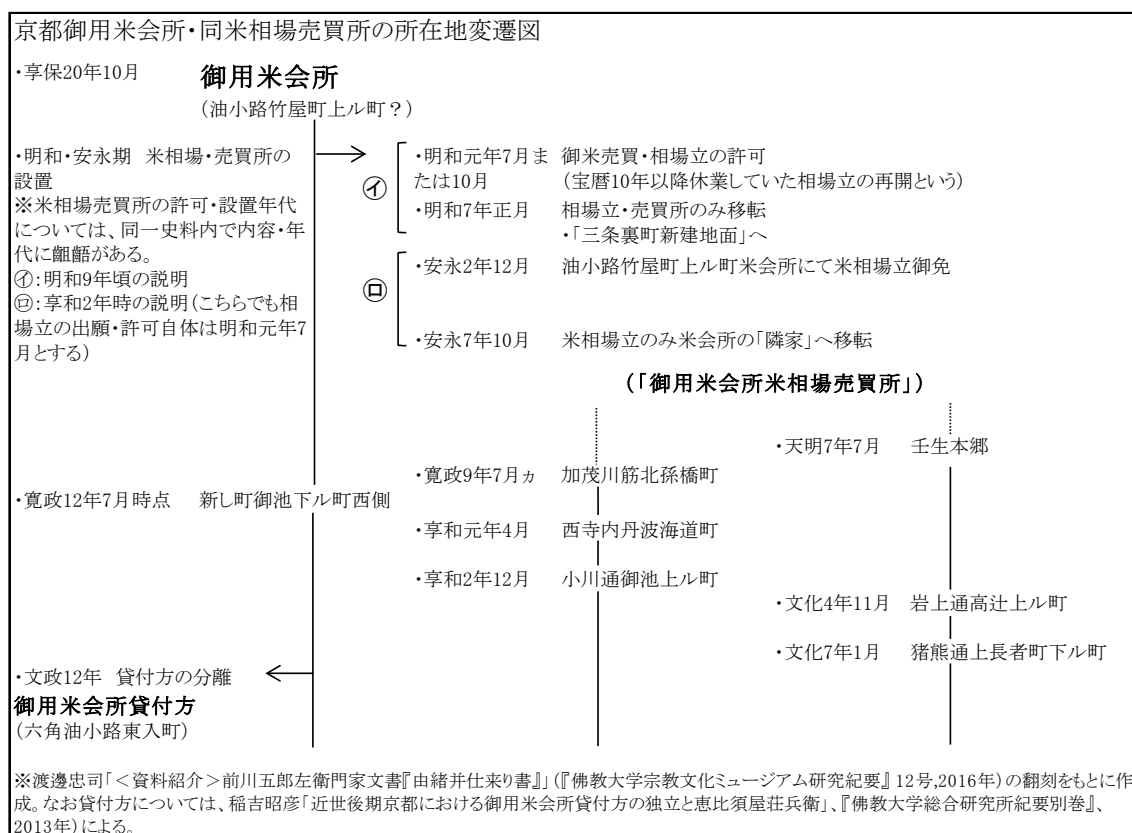 京都御用米会所・同米相場売買所の所在地変遷図
・享保20年10月
御用米会所
(油小路竹屋町上ル町?)
・明和・安永期 米相場・売買所の
設置
※米相場売買所の許可・設置年代
については、同一史料内で内容・年
代に齟齬がある。
㋑:明和9年頃の説明
㋺:享和2年時の説明(こちらでも相
場立の出願・許可自体は明和元年7
月とする)
㋑
・明和元年7月ま
たは10月
御米売買・相場立の許可
(宝暦10年以降休業していた相場立の再開という)
・明和7年正月 相場立・売買所のみ移転
・「三条裏町新建地面」へ
㋺
・安永2年12月 油小路竹屋町上ル町米会所にて米相場立御免
・安永7年10月 米相場立のみ米会所の「隣家」へ移転
(「御用米会所米相場売買所」)
・天明7年7月 壬生本郷
・寛政9年7月ヵ 加茂川筋北孫橋町
・寛政12年7月時点 新し町御池下ル町西側
・享和元年4月 西寺内丹波海道町
・享和2年12月 小川通御池上ル町
・文化4年11月 岩上通高辻上ル町
・文化7年1月 猪熊通上長者町下ル町
・文政12年 貸付方の分離
御用米会所貸付方
(六角油小路東入町)
※渡邊忠司「<資料紹介>前川五郎左衛門家文書『由緒并仕来り書』」(『佛教大学宗教文化ミュージアム研究紀要』 12号,2016年)の翻刻をもとに作
成。なお貸付方については、稲吉昭彦「近世後期京都における御用米会所貸付方の独立と恵比須屋荘兵衛」、『佛教大学総合研究所紀要別巻』、
2013年)による。